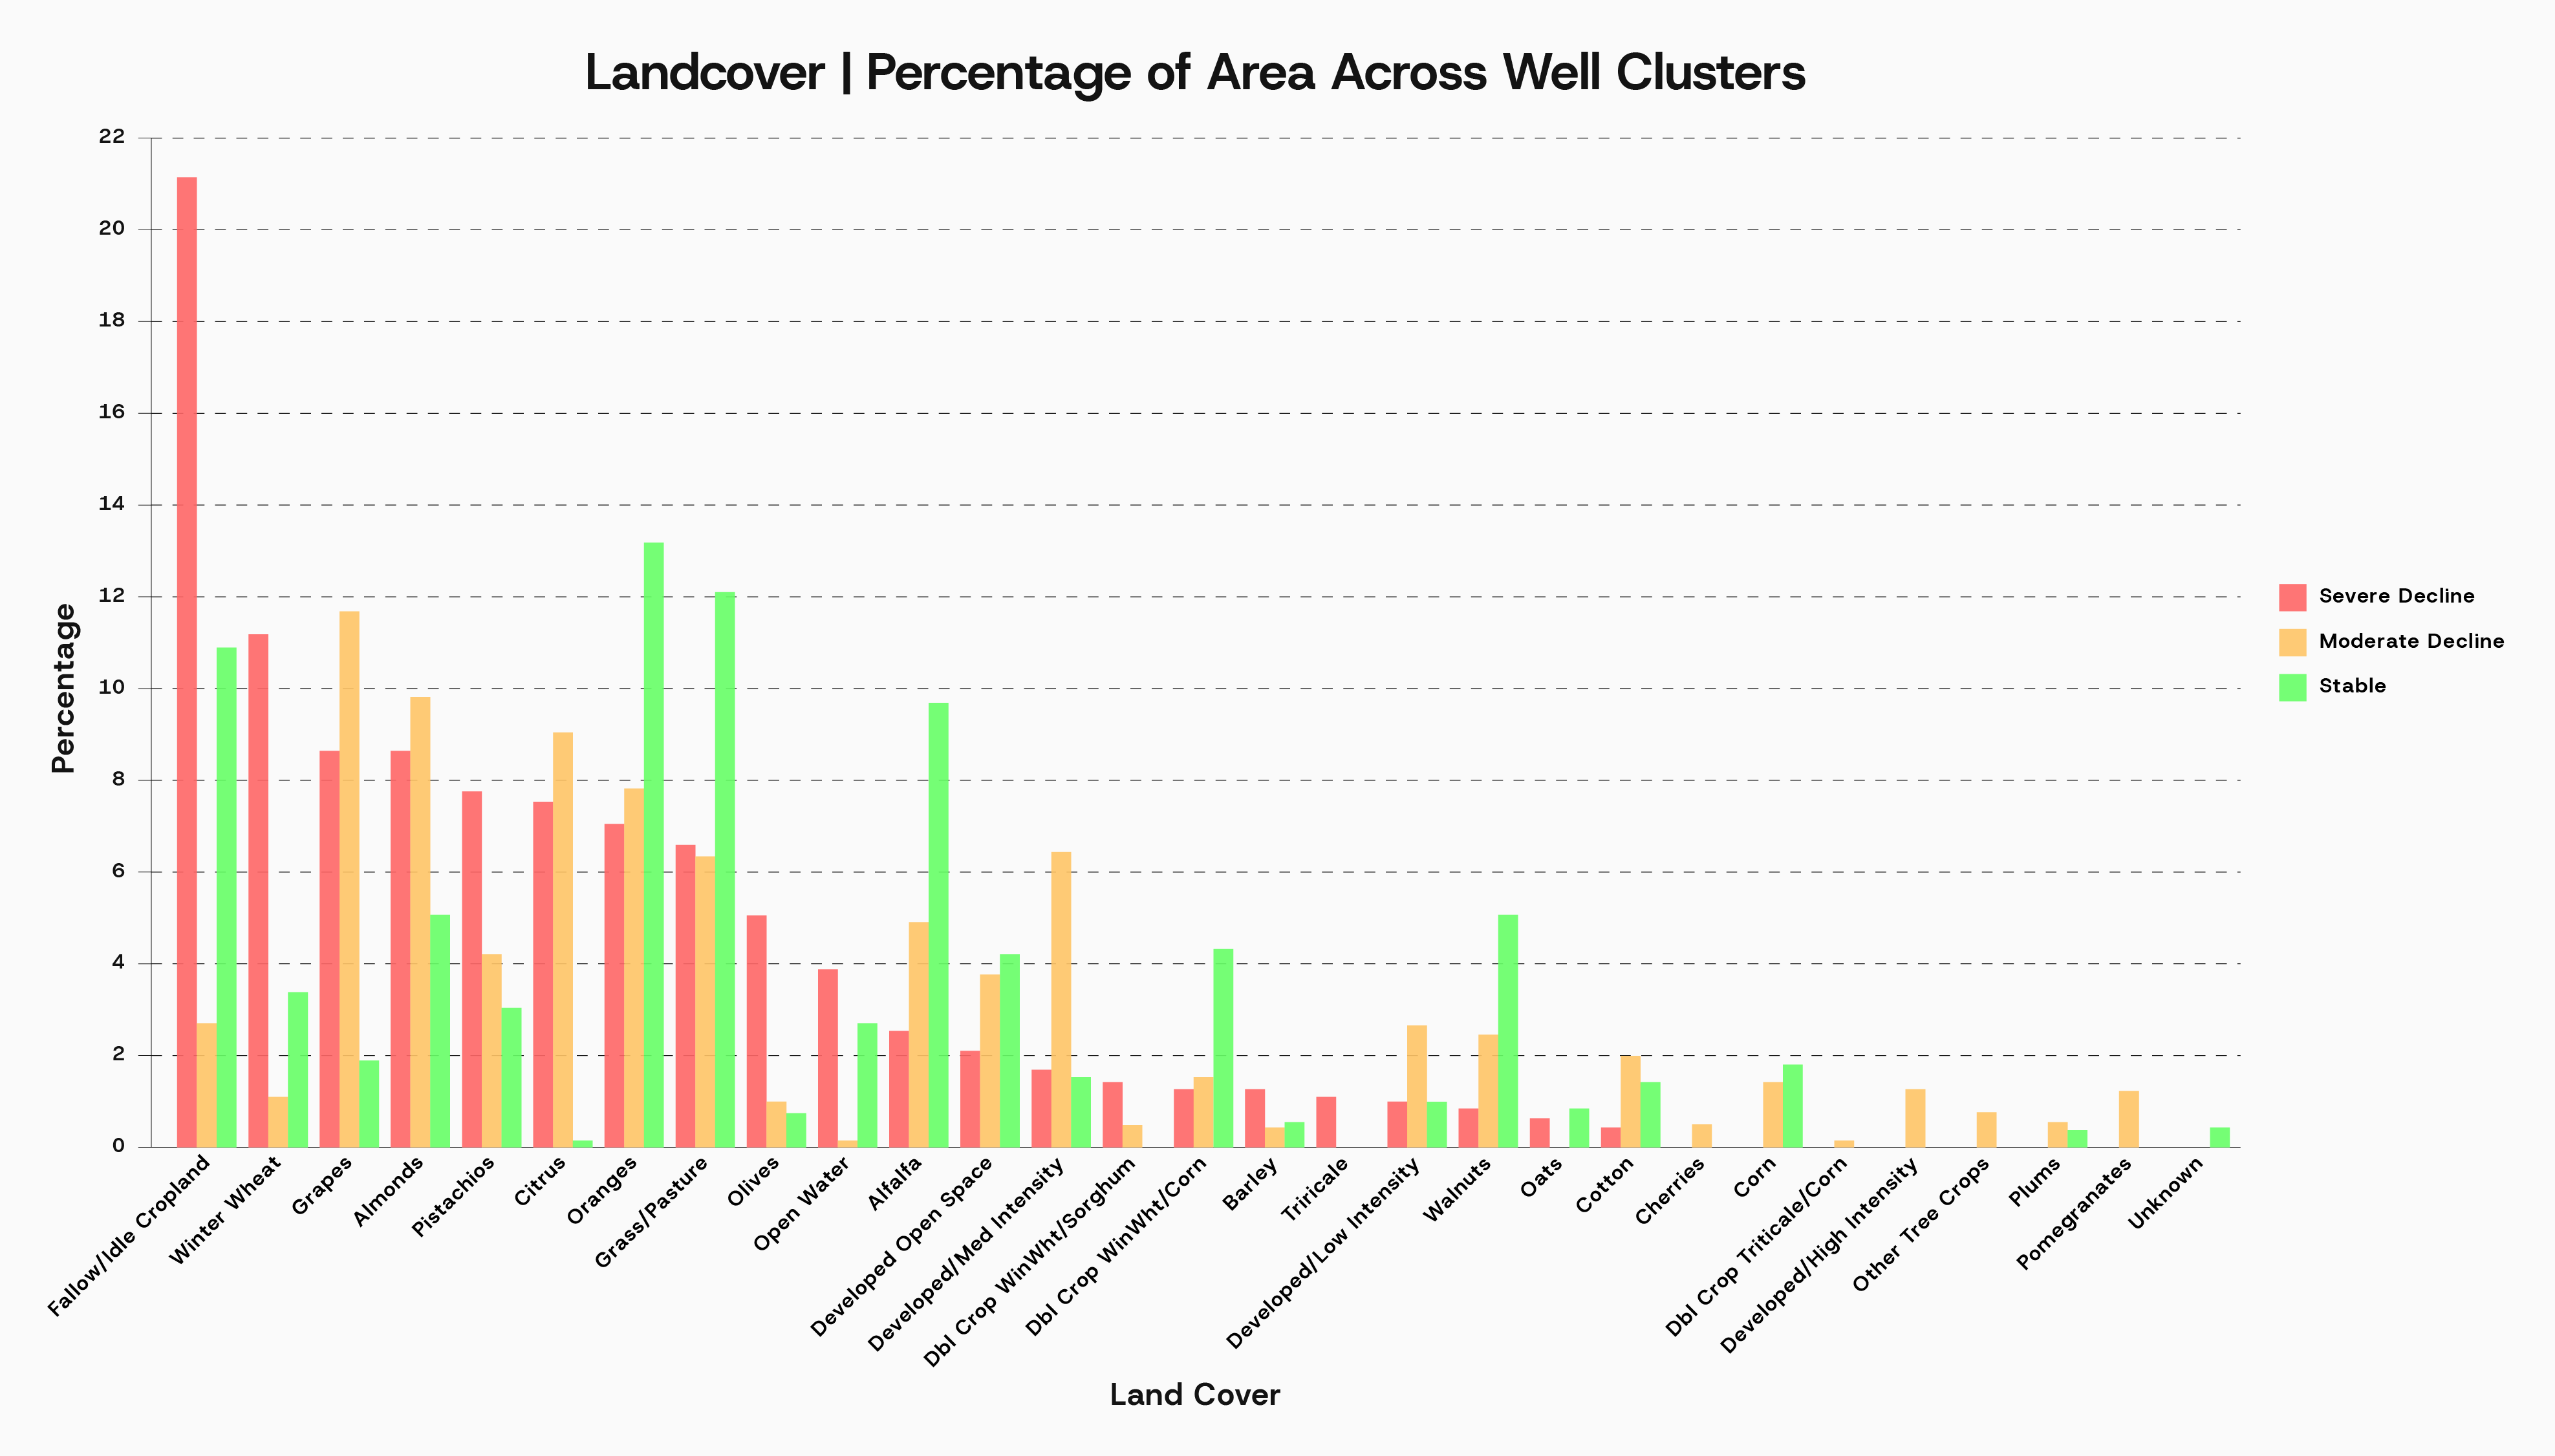 Landcover | Percentage of Area Across Well Clusters
Percentage
22
20
18
16
14
12
10
8
6
4
2
0
Fallow/Idle Cropland
Winter Wheat
Grapes
Almonds
Pistachios
Citrus
Oranges
Grass/Pasture
Olives
Open Water
Alfalfa
Developed Open Space
Developed/Med Intensity
Dbl Crop WinWht/Sorghum
Dbl Crop WinWht/Corn
Barley
Triricale
Developed/Low Intensity
Walnuts
Oats
Cotton
Cherries
Corn
Dbl Crop Triticale/Corn
Developed/High Intensity
Other Tree Crops
Plums
Pomegranates
Unknown
Land Cover
Severe Decline
Moderate Decline
Stable